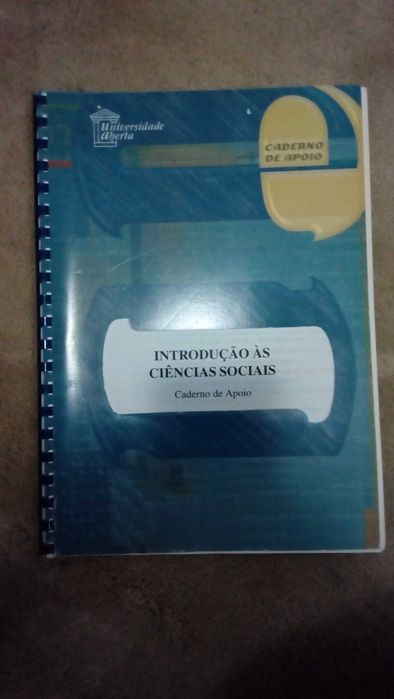 Universidade
Aberta
CADERNO
DE APOIO
INTRODUÇÃO ÀS
CIÊNCIAS SOCIAIS
Caderno de Apoio